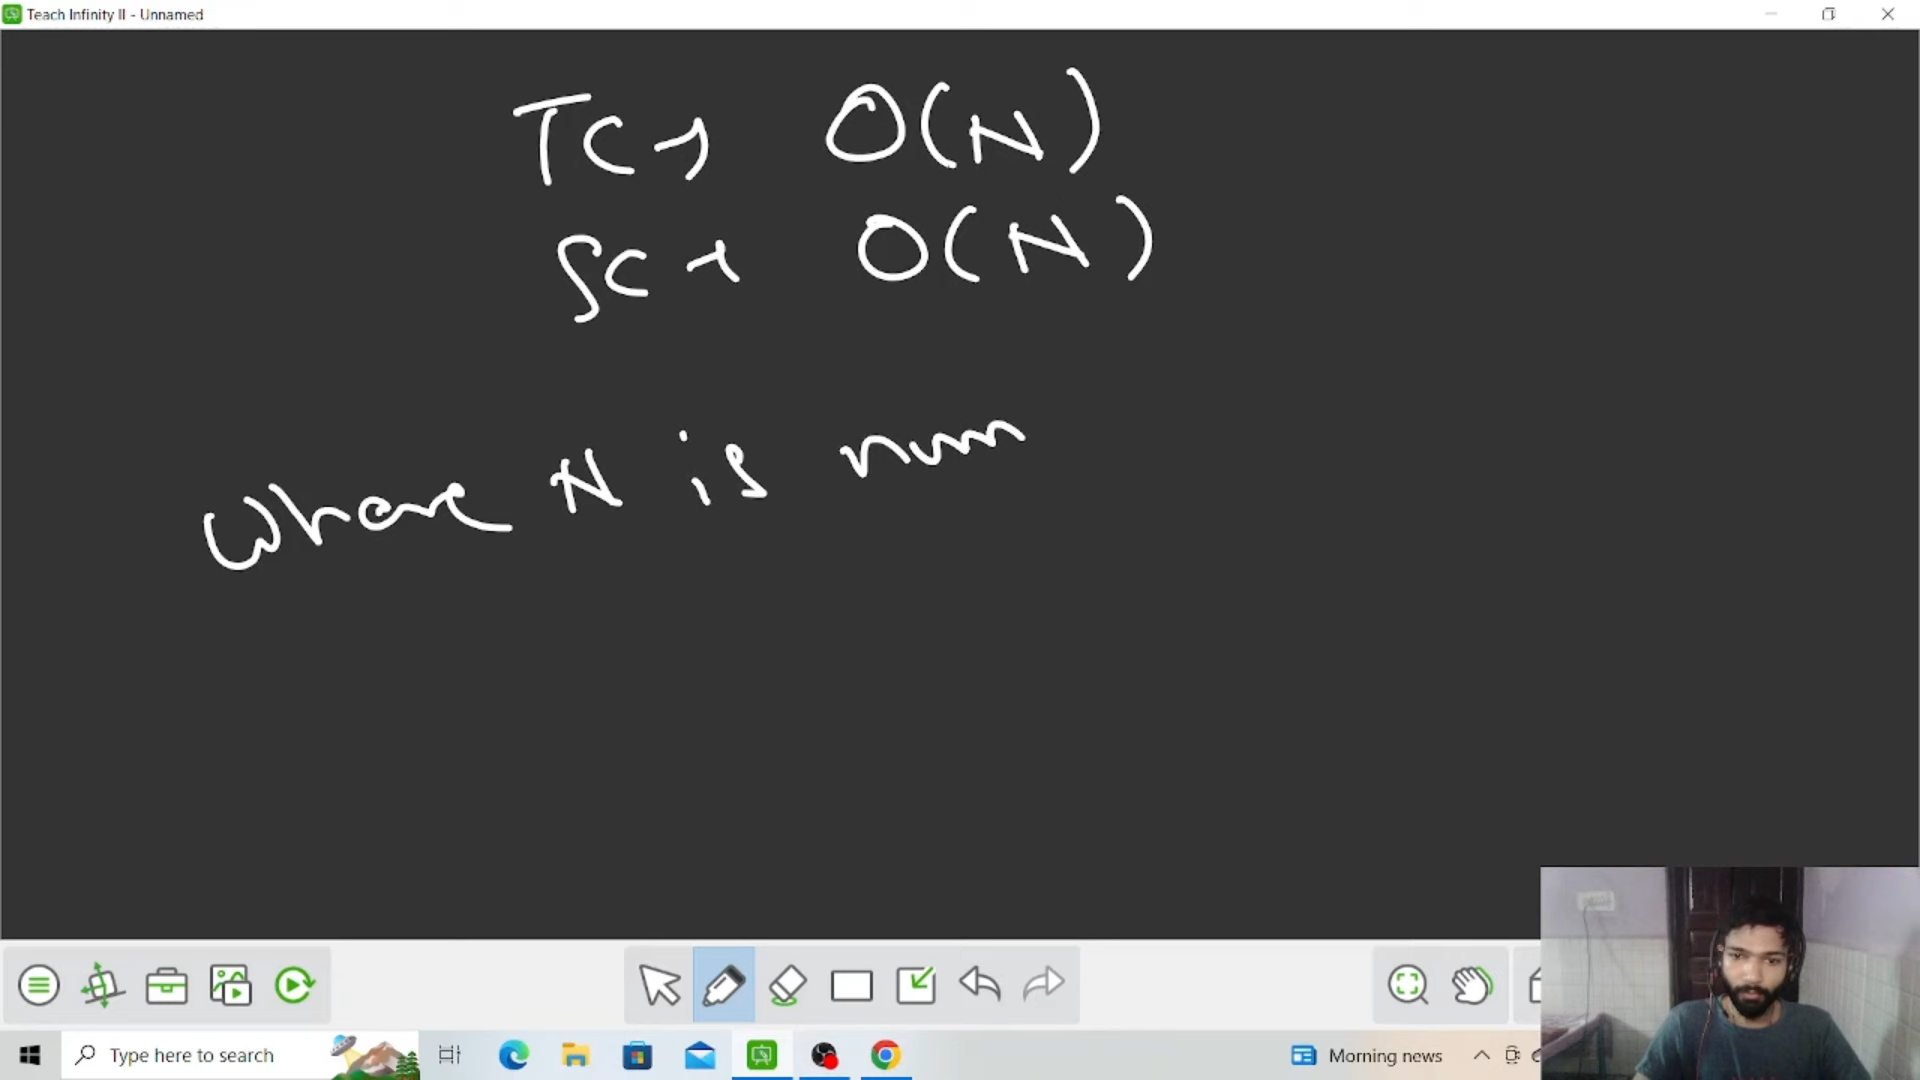 Teach Infinity II - Unnamed
TC → O(N)
SC → O(N)
Where N is num
Type here to search
Morning news